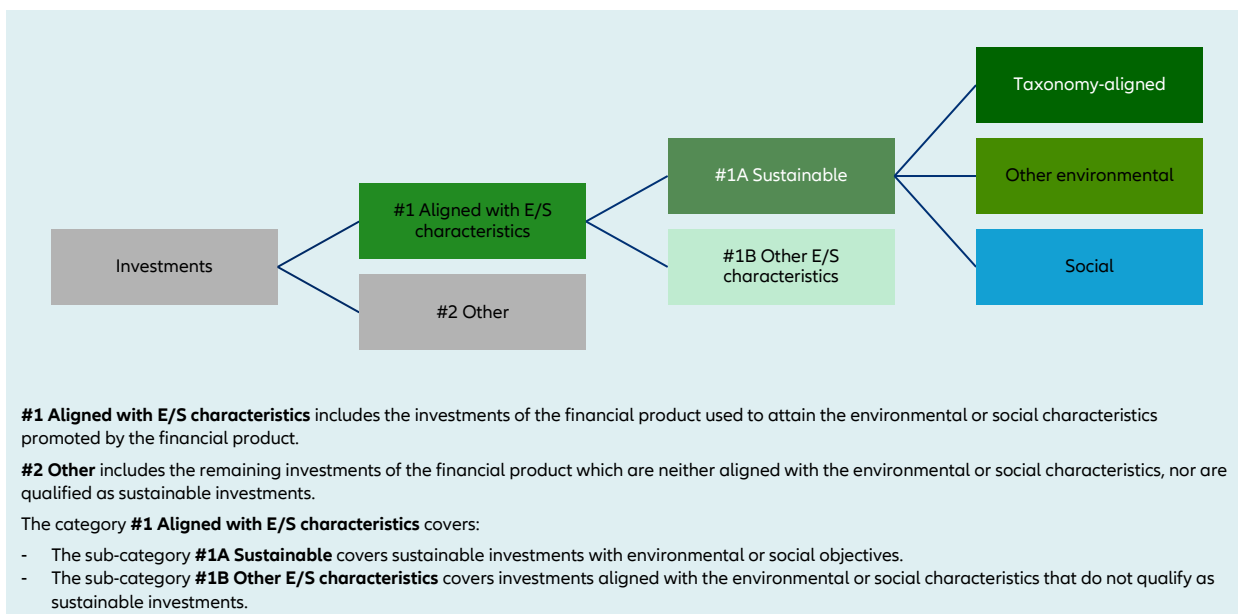 Taxonomy-aligned
#1A Sustainable
Other environmental
#1 Aligned with E/S
characteristics
Investments
#1B Other E/S
characteristics
Social
#2 Other
#1 Aligned with E/S characteristics includes the investments of the financial product used to attain the environmental or social characteristics
promoted by the financial product.
#2 Other includes the remaining investments of the financial product which are neither aligned with the environmental or social characteristics, nor are
qualified as sustainable investments.
The category #1 Aligned with E/S characteristics covers:
- The sub-category #1A Sustainable covers sustainable investments with environmental or social objectives.
- The sub-category #1B Other E/S characteristics covers investments aligned with the environmental or social characteristics that do not qualify as
sustainable investments.